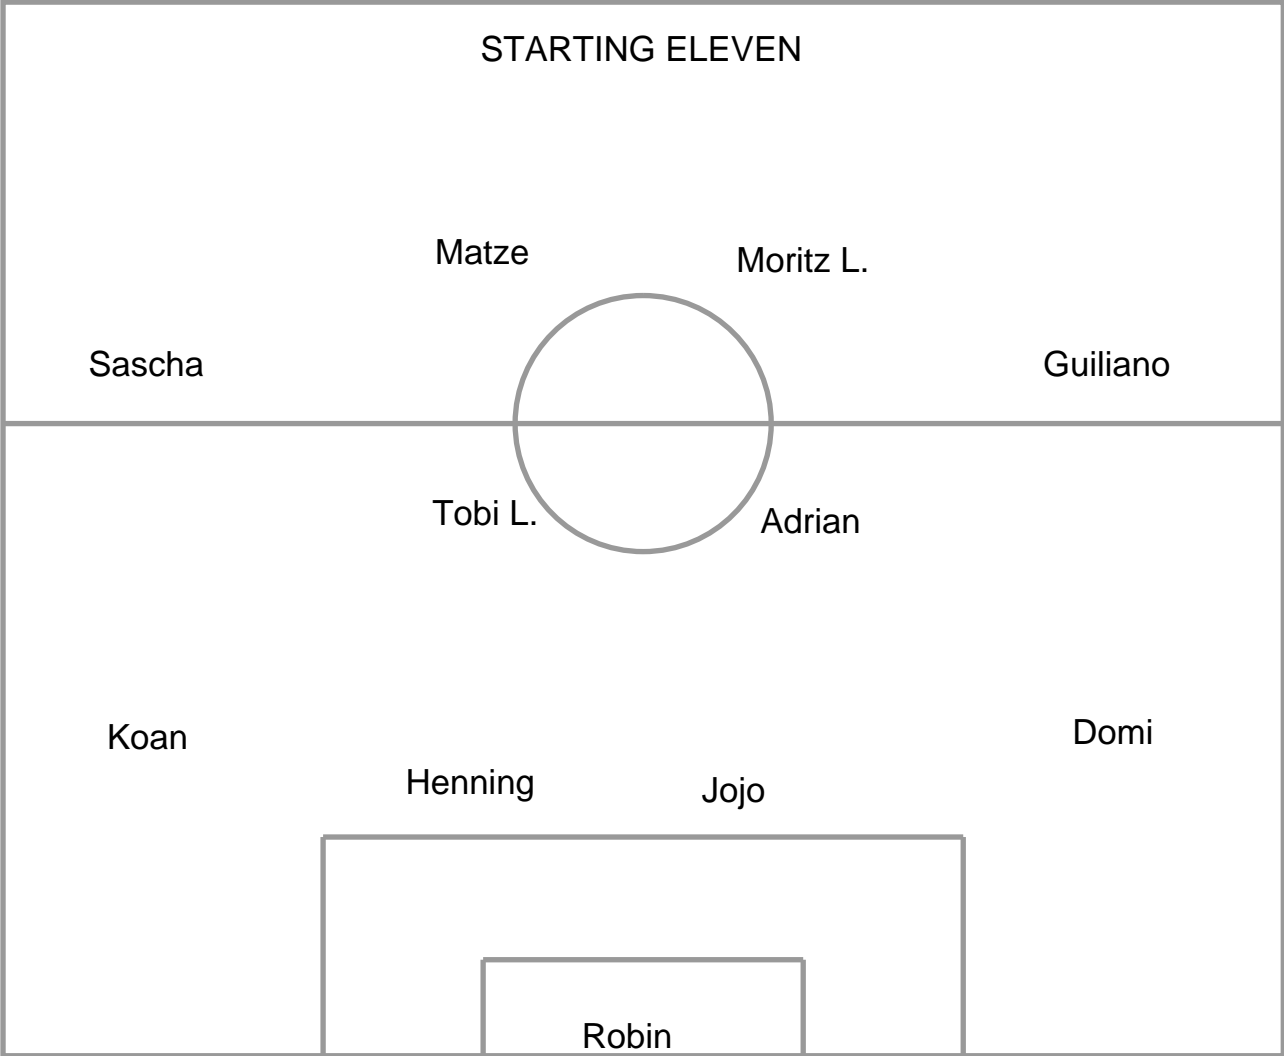 STARTING ELEVEN
Matze
Moritz L.
Sascha
Guiliano
Tobi L.
Adrian
Koan
Domi
Henning
Jojo
Robin